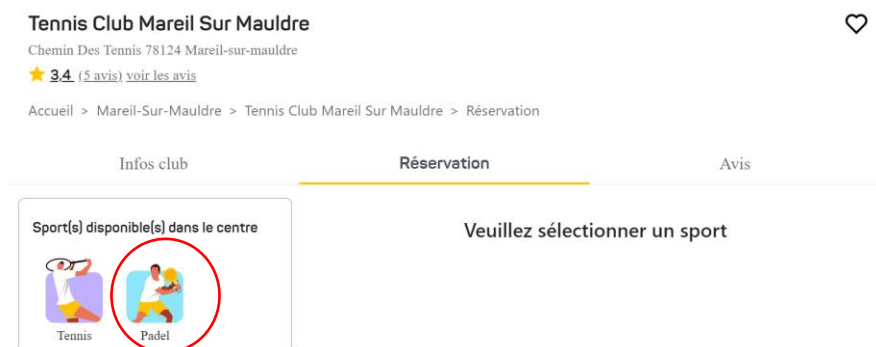 Tennis Club Mareil Sur Mauldre
Chemin Des Tennis 78124 Mareil-sur-mauldre
3,4 (5 avis) voir les avis
Accueil > Mareil-Sur-Mauldre > Tennis Club Mareil Sur Mauldre > Réservation
Infos club Réservation Avis
Sport(s) disponible(s) dans le centre
Tennis Padel
Veuillez sélectionner un sport